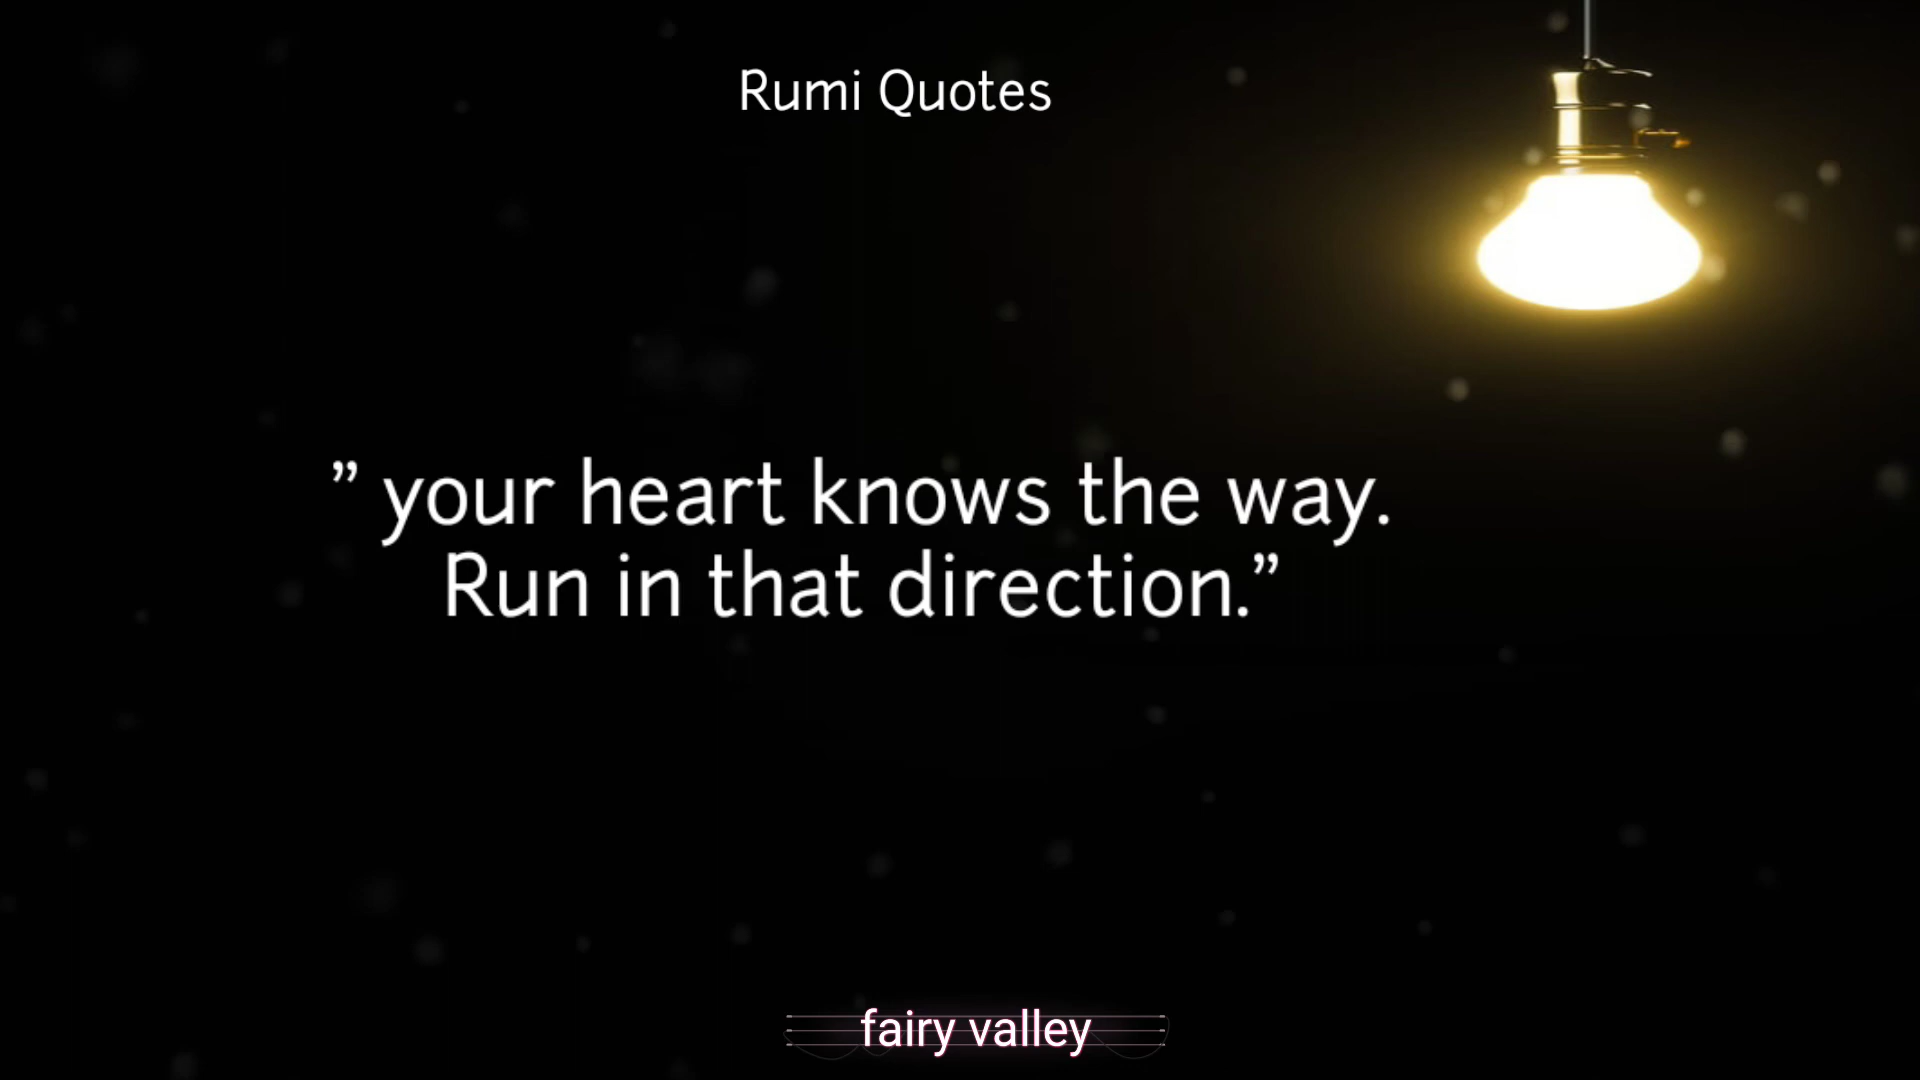 Rumi Quotes
” your heart knows the way.
Run in that direction.”
fairy valley